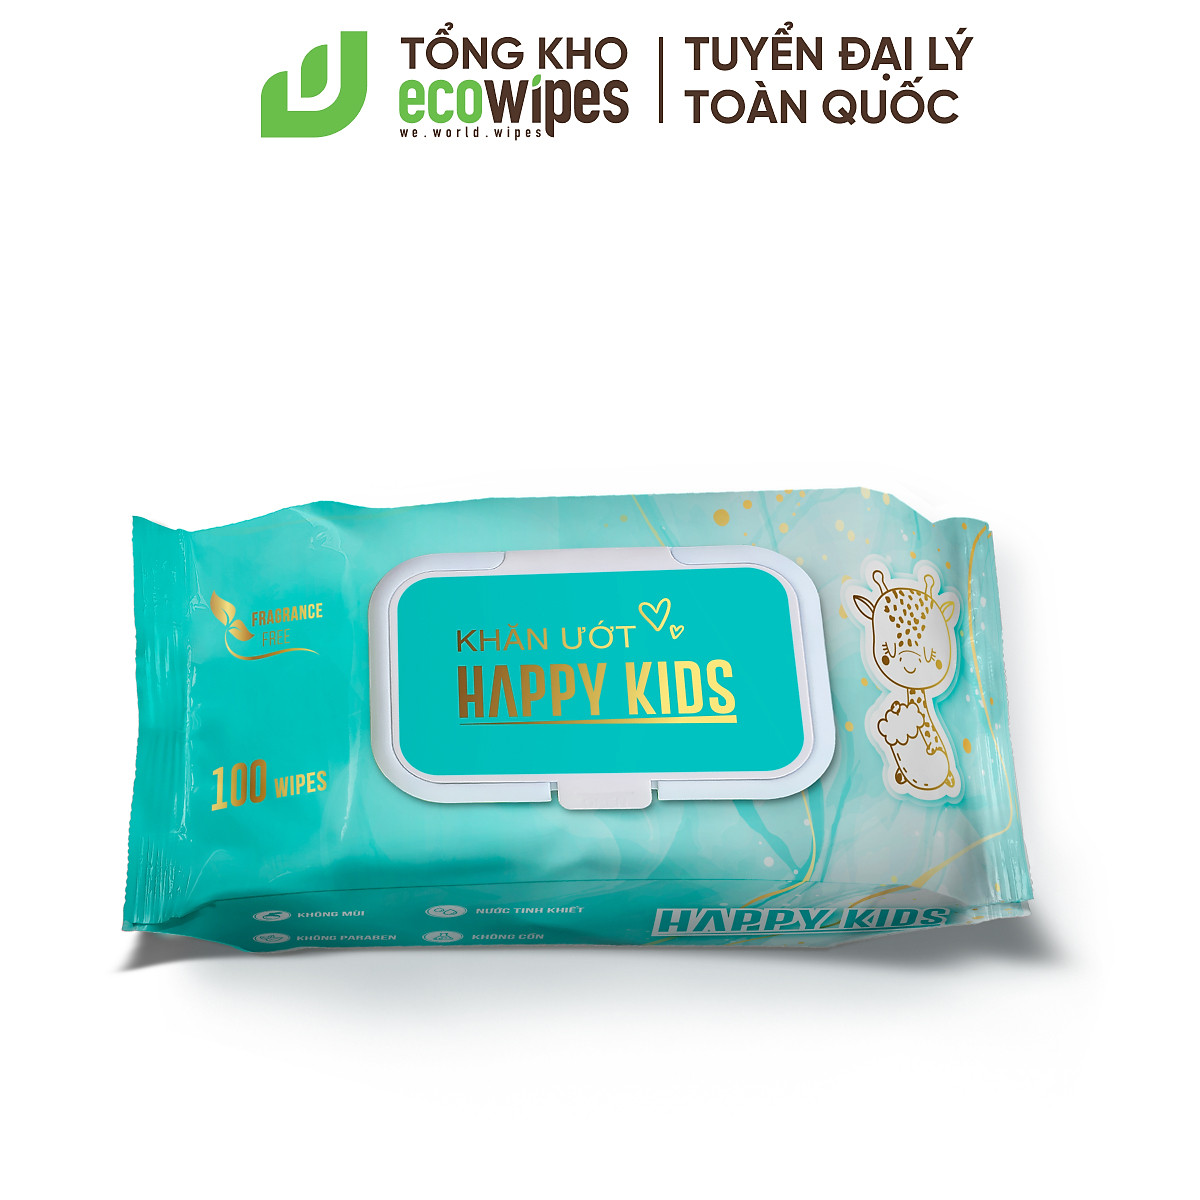 TỔNG KHO
ecowipes
we.world.wipes
TUYỂN ĐẠI LÝ
TOÀN QUỐC
FRAGRANCE
FREE
100 WIPES
KHĂN ƯỚT
HAPPY KIDS
KHÔNG MÙI
NƯỚC TINH KHIẾT
KHÔNG PARABEN
KHÔNG CỒN
HAPPY KIDS